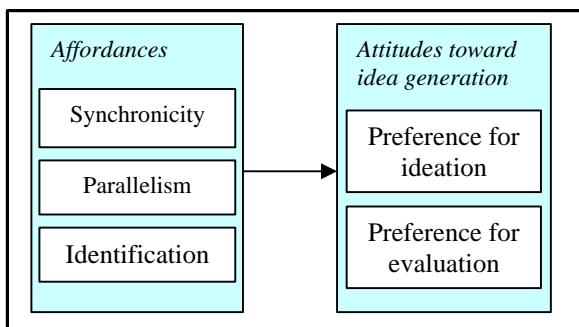 Affordances
Synchronicity
Parallelism
Identification
Attitudes toward
idea generation
Preference for
ideation
Preference for
evaluation